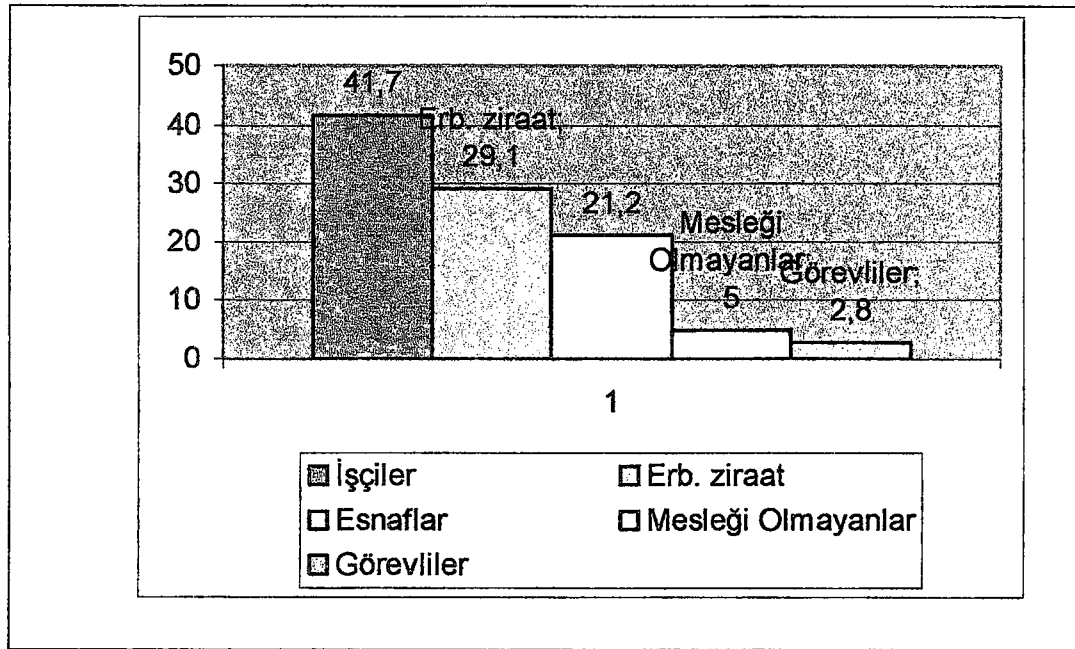 50
41,7
40
Erb. ziraat;
30
29,1
21,2
20
Mesleği
Olmayanlar;
5
Görevliler;
2,8
10
0
1
İşçiler
Erb. ziraat
Esnaflar
Mesleği Olmayanlar
Görevliler